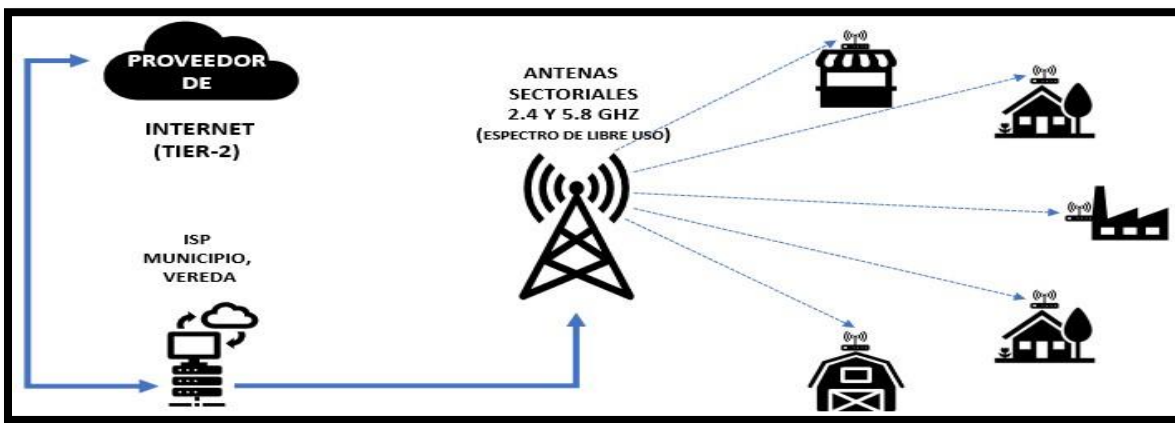 PROVEEDOR
DE
INTERNET
(TIER-2)
ISP
MUNICIPIO,
VEREDA
ANTENAS
SECTORIALES
2.4 Y 5.8 GHZ
(ESPECTRO DE LIBRE USO)